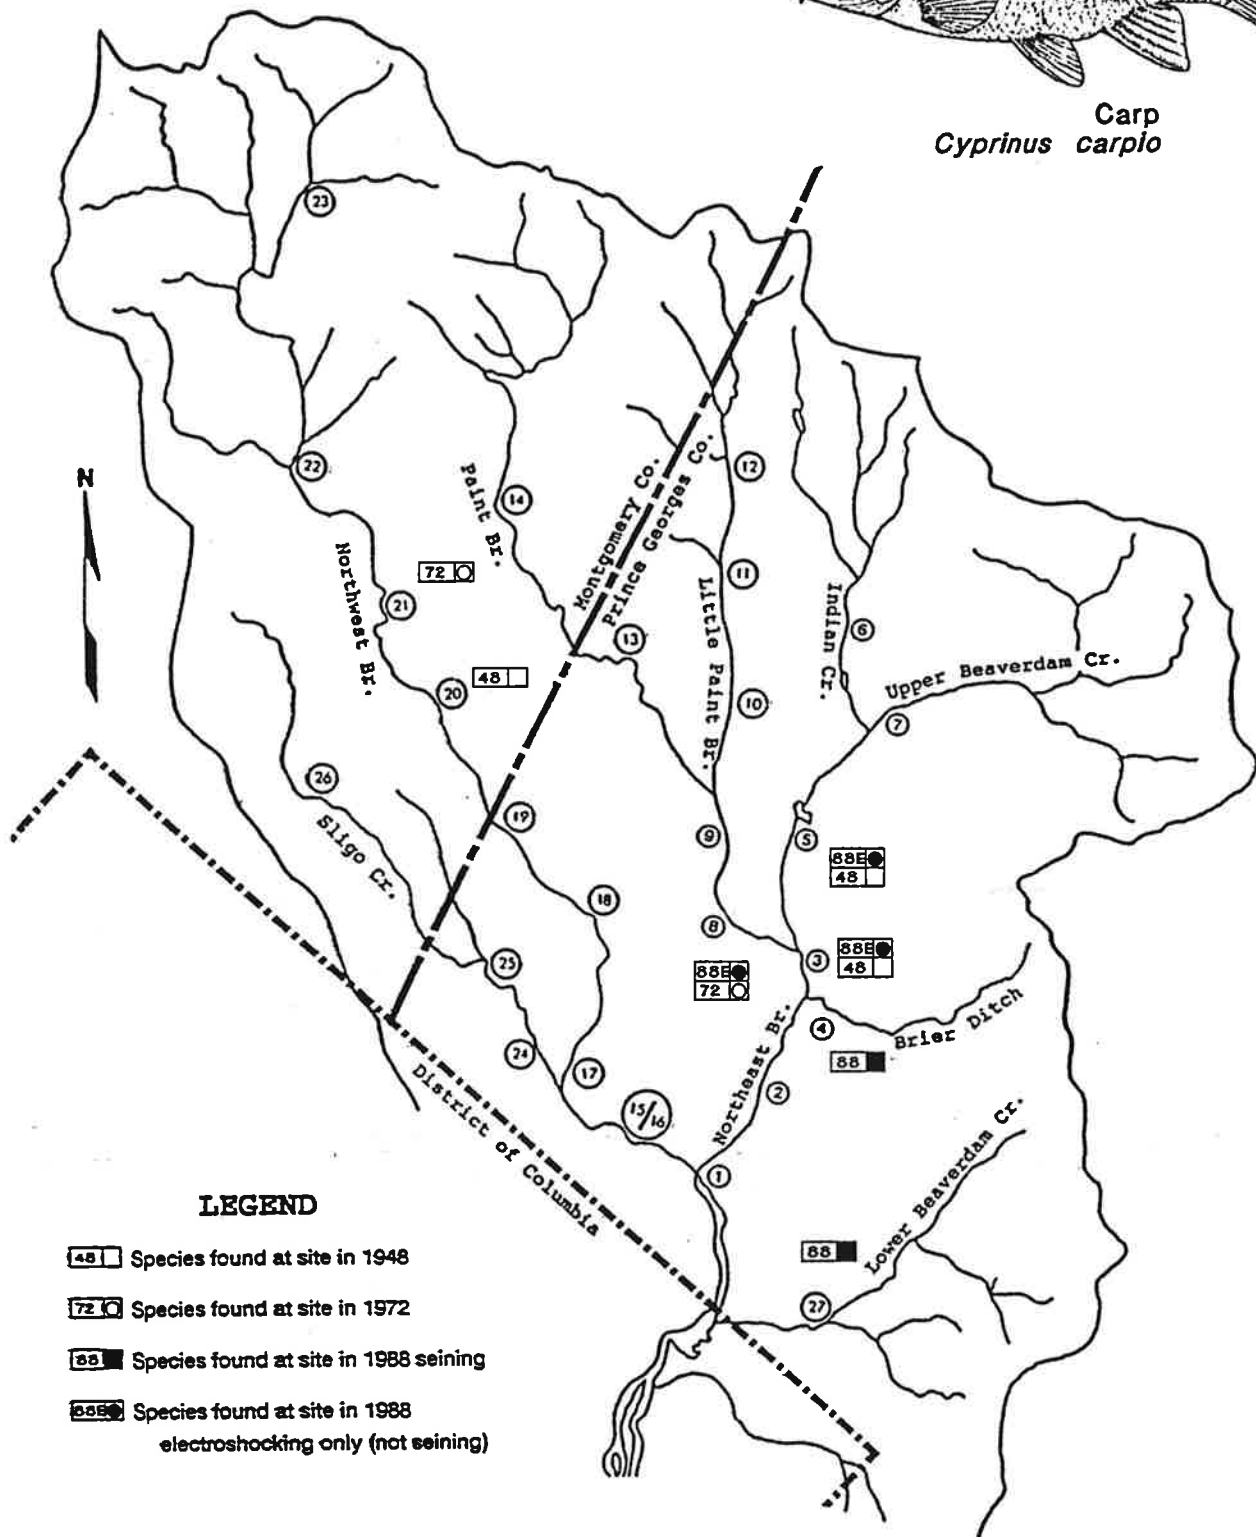 Carp
Cyprinus carpio
23
N
22
Paint Br.
14
Montgomery Co.
Prince Georges Co.
12
Northwest Br.
72
21
11
Little Paint Br.
Indian Cr.
6
13
20
48
10
Upper Beaverdam Cr.
7
26
Sligo Cr.
19
9
5
88E
48
18
8
25
3
88E
48
88E
72
24
17
Northeast Br.
4
Brier Ditch
88
2
15/16
District of Columbia
1
Lower Beaverdam Cr.
88
27
LEGEND
48 Species found at site in 1948
72 Species found at site in 1972
88 Species found at site in 1988 seining
88E Species found at site in 1988
electroshocking only (not seining)